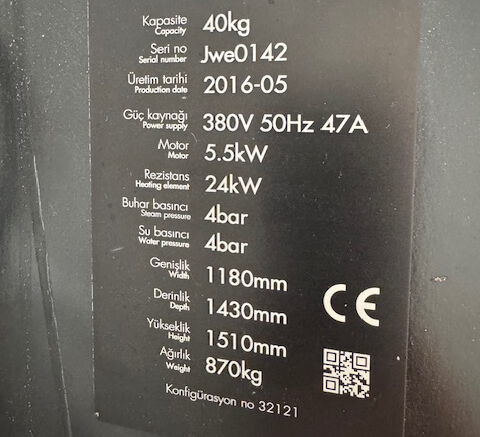 Kapasite 40kg
Capacity
Seri no Jwe0142
Serial number
Üretim tarihi 2016-05
Production date
Güç kaynağı 380V 50Hz 47A
Power supply
Motor 5.5kW
Motor
Rezistans 24kW
Heating element
Buhar basıncı 4bar
Steam pressure
Su basıncı 4bar
Water pressure
Genişlik 1180mm
Width
Derinlik 1430mm
Depth
Yükseklik 1510mm
Height
Ağırlık 870kg
Weight
CE
Konfigürasyon no 32121